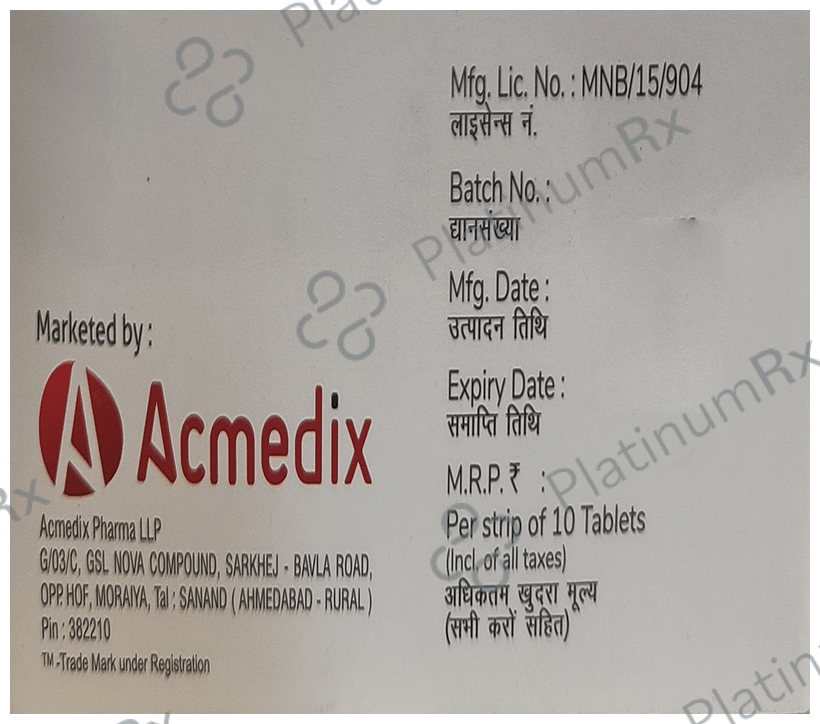 Mfg. Lic. No. : MNB/15/904
लाइसेन्स नं.
Batch No. :
द्यानसंख्या
Mfg. Date :
उत्पादन तिथि
Expiry Date :
समाप्ति तिथि
M.R.P. ₹ :
Per strip of 10 Tablets
(Incl. of all taxes)
अधिकतम खुदरा मूल्य
(सभी करों सहित)
Marketed by :
Acmedix
Acmedix Pharma LLP
G/03/C, GSL NOVA COMPOUND, SARKHEJ - BAVLA ROAD,
OPP HOF, MORAIYA, Tal : SANAND ( AHMEDABAD - RURAL )
Pin : 382210
TM -Trade Mark under Registration
PlatinumRx
PlatinumRx